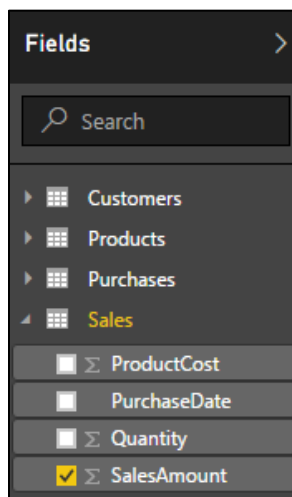 Fields
Search
Customers
Products
Purchases
Sales
ProductCost
PurchaseDate
Quantity
SalesAmount